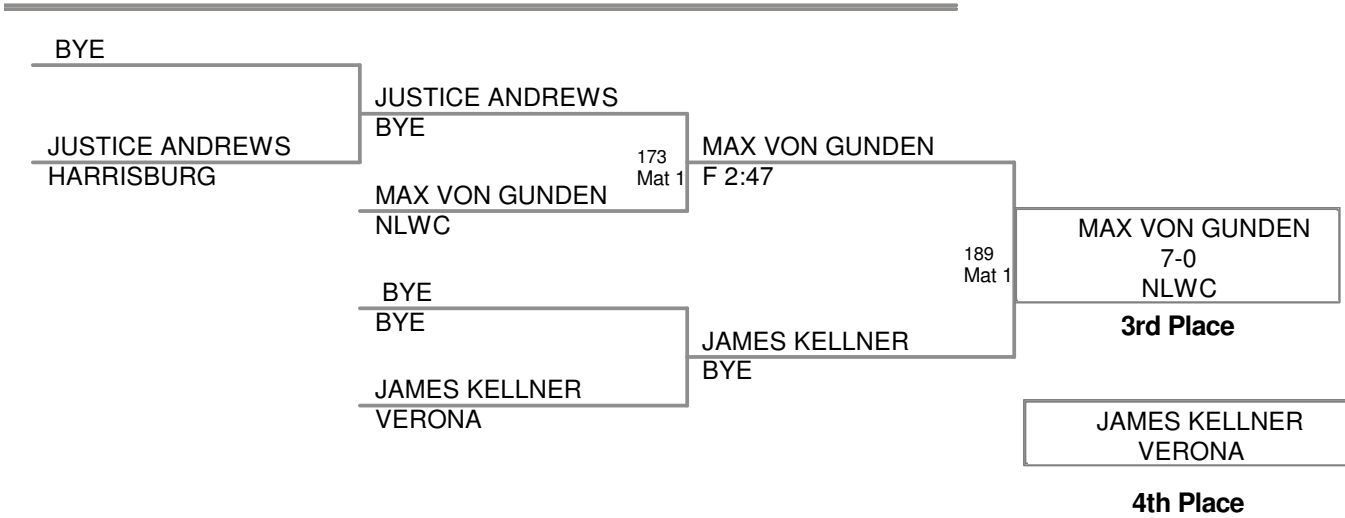 BYE
JUSTICE ANDREWS
BYE
JUSTICE ANDREWS
HARRISBURG
173
Mat 1
MAX VON GUNDEN
F 2:47
MAX VON GUNDEN
NLWC
189
Mat 1
MAX VON GUNDEN
7-0
NLWC
3rd Place
BYE
BYE
JAMES KELLNER
BYE
JAMES KELLNER
VERONA
JAMES KELLNER
VERONA
4th Place